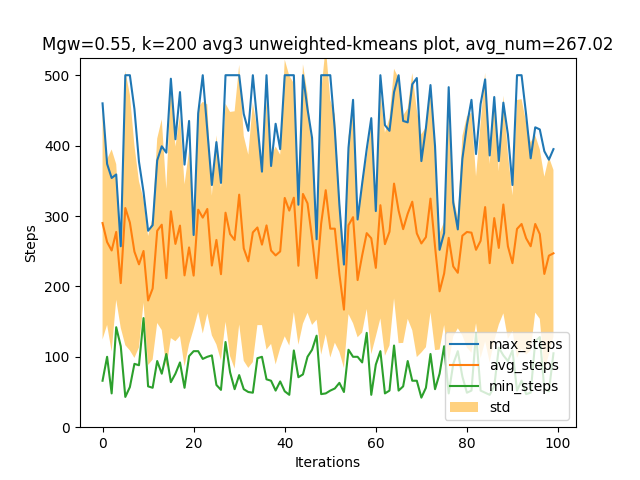 Mgw=0.55, k=200 avg3 unweighted-kmeans plot, avg_num=267.02
500
400
300
200
100
0
Steps
0
20
40
60
80
100
Iterations
max_steps
avg_steps
min_steps
std